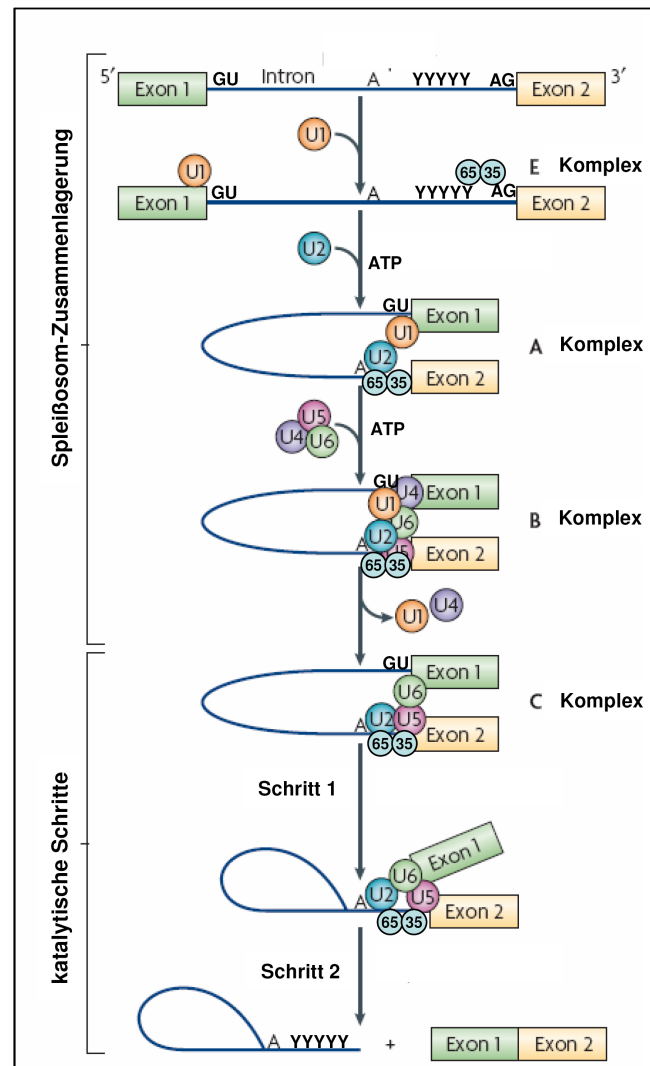 Spleißosom-Zusammenlagerung
5′ Exon 1 GU Intron A YYYYY AG Exon 2 3′
U1
E Komplex
U1 65 35
Exon 1 GU A YYYYY AG Exon 2
U2 ATP
GU Exon 1
U1
A Komplex
U2
A 65 35 Exon 2
U5 U4 U6 ATP
GU U4 Exon 1
U1
U6
B Komplex
U2
A U5 Exon 2
65 35
U1 U4
katalytische Schritte
GU Exon 1
U6
C Komplex
A U2 U5 Exon 2
65 35
Schritt 1
Exon 1
U6
A U2 U5 Exon 2
65 35
Schritt 2
A YYYYY + Exon 1 Exon 2